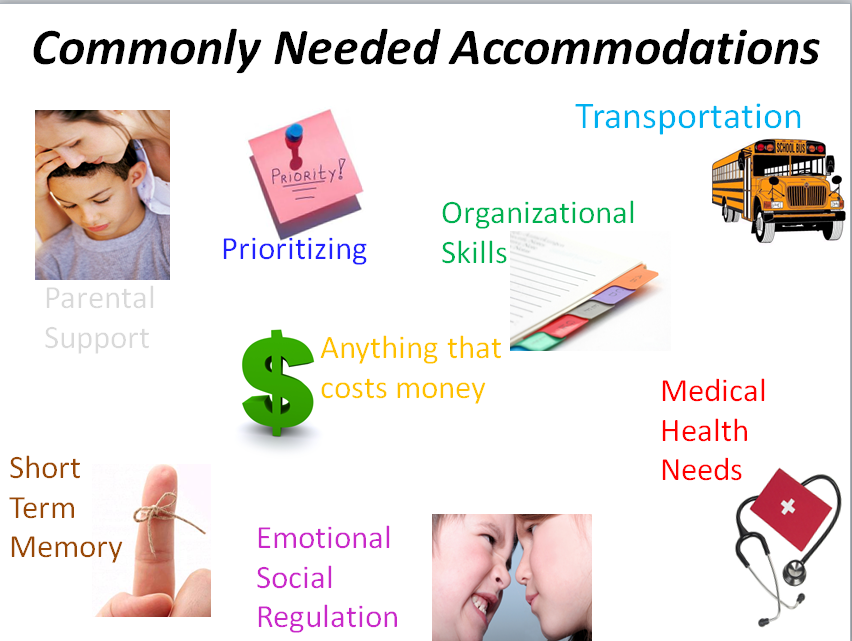 Commonly Needed Accommodations
Transportation
SCHOOL BUS
PRIORITY!
Prioritizing
Organizational
Skills
Parental
Support
Anything that
costs money
Medical
Health
Needs
Short
Term
Memory
Emotional
Social
Regulation